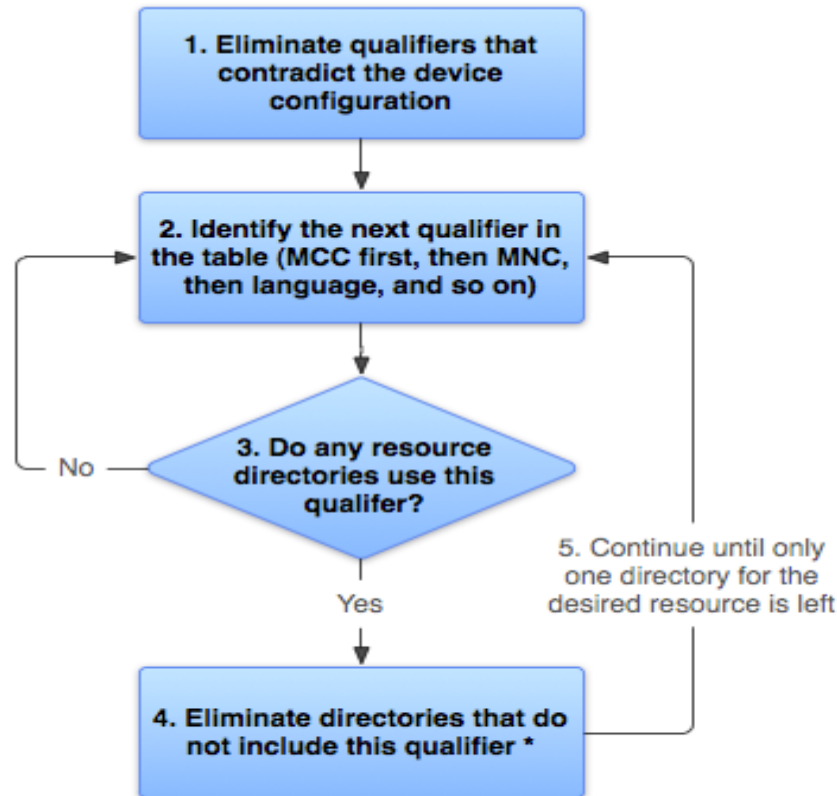 1. Eliminate qualifiers that
contradict the device
configuration
2. Identify the next qualifier in
the table (MCC first, then MNC,
then language, and so on)
3. Do any resource
directories use this
qualifer?
No
Yes
5. Continue until only
one directory for the
desired resource is left
4. Eliminate directories that do
not include this qualifier *